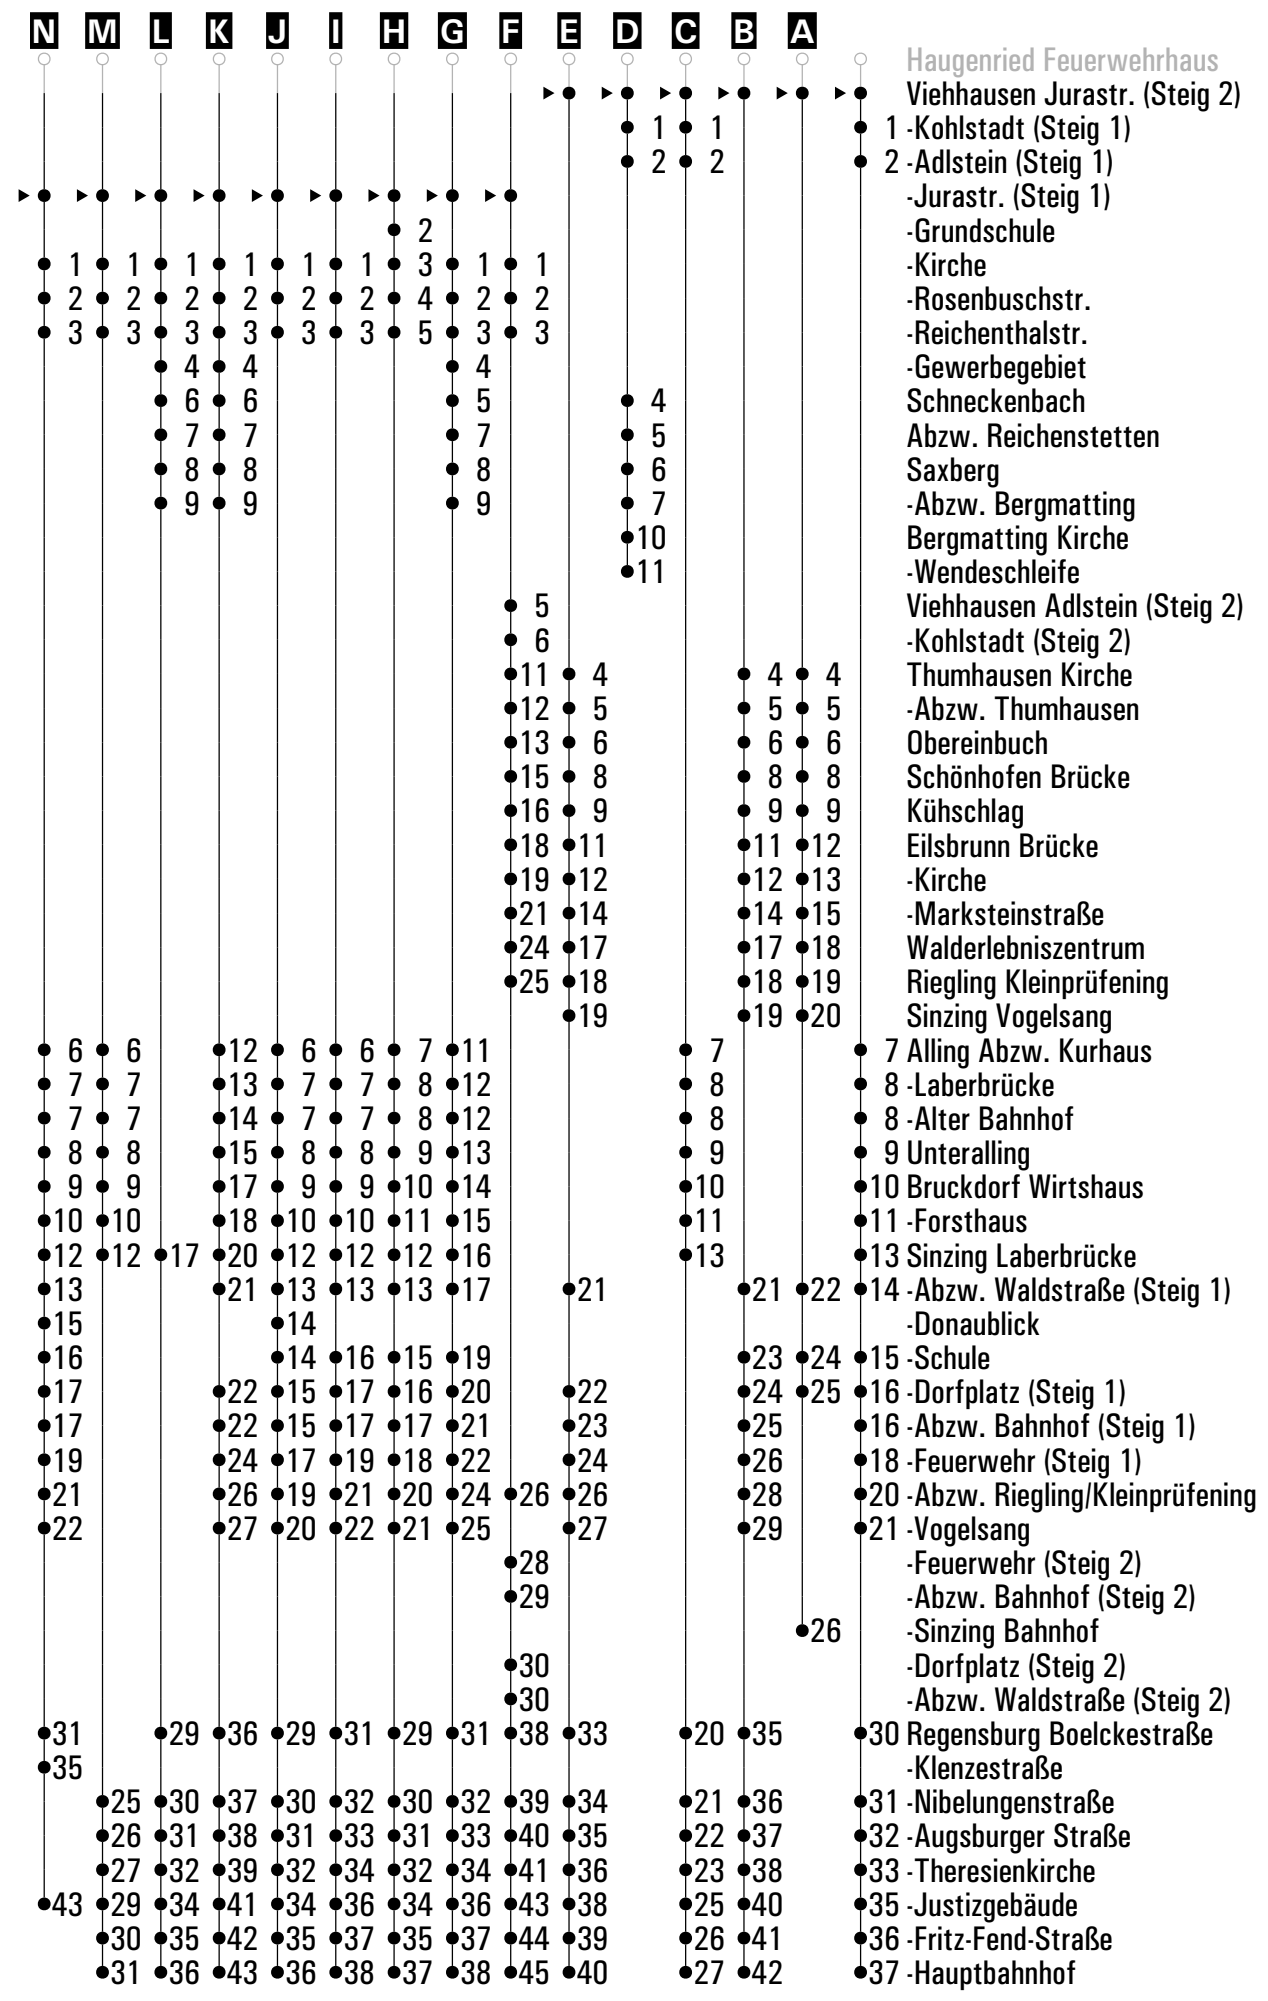 N M L K J I H G F E D C B A
Haugenried Feuerwehrhaus
Viehhausen Jurastr. (Steig 2)
1 1 1 -Kohlstadt (Steig 1)
2 2 2 -Adlstein (Steig 1)
-Jurastr. (Steig 1)
2 -Grundschule
1 1 1 1 1 1 3 1 1 -Kirche
2 2 2 2 2 2 4 2 2 -Rosenbuschstr.
3 3 3 3 3 3 5 3 3 -Reichenthalstr.
4 4 4 -Gewerbegebiet
6 6 5 4 Schneckenbach
7 7 7 5 Abzw. Reichenstetten
8 8 8 6 Saxberg
9 9 9 7 -Abzw. Bergmatting
10 Bergmatting Kirche
11 -Wendeschleife
5 Viehhausen Adlstein (Steig 2)
6 -Kohlstadt (Steig 2)
11 4 4 4 Thumhausen Kirche
12 5 5 5 -Abzw. Thumhausen
13 6 6 6 Obereinbuch
15 8 8 8 Schönhofen Brücke
16 9 9 9 Kühschlag
18 11 11 12 Eilsbrunn Brücke
19 12 12 13 -Kirche
21 14 14 15 -Marksteinstraße
24 17 17 18 Walderlebniszentrum
25 18 18 19 Riegling Kleinprüfening
19 19 20 Sinzing Vogelsang
6 6 12 6 6 7 11 7 7 Alling Abzw. Kurhaus
7 7 13 7 7 8 12 8 8 -Laberbrücke
7 7 14 7 7 8 12 8 8 -Alter Bahnhof
8 8 15 8 8 9 13 9 9 Unteralling
9 9 17 9 9 10 14 10 10 Bruckdorf Wirtshaus
10 10 18 10 10 11 15 11 11 -Forsthaus
12 12 17 20 12 12 12 16 13 13 Sinzing Laberbrücke
13 21 13 13 13 17 21 21 22 14 -Abzw. Waldstraße (Steig 1)
15 14 -Donaublick
16 14 16 15 19 23 24 15 -Schule
17 22 15 17 16 20 22 24 25 16 -Dorfplatz (Steig 1)
17 22 15 17 17 21 23 25 16 -Abzw. Bahnhof (Steig 1)
19 24 17 19 18 22 24 26 18 -Feuerwehr (Steig 1)
21 26 19 21 20 24 26 26 28 20 -Abzw. Riegling/Kleinprüfening
22 27 20 22 21 25 27 29 21 -Vogelsang
28 -Feuerwehr (Steig 2)
29 -Abzw. Bahnhof (Steig 2)
26 -Sinzing Bahnhof
30 -Dorfplatz (Steig 2)
30 -Abzw. Waldstraße (Steig 2)
31 29 36 29 31 29 31 38 33 20 35 30 Regensburg Boelckestraße
35 -Klenzestraße
25 30 37 30 32 30 32 39 34 21 36 31 -Nibelungenstraße
26 31 38 31 33 31 33 40 35 22 37 32 -Augsburger Straße
27 32 39 32 34 32 34 41 36 23 38 33 -Theresienkirche
43 29 34 41 34 36 34 36 43 38 25 40 35 -Justizgebäude
30 35 42 35 37 35 37 44 39 26 41 36 -Fritz-Fend-Straße
31 36 43 36 38 37 38 45 40 27 42 37 -Hauptbahnhof